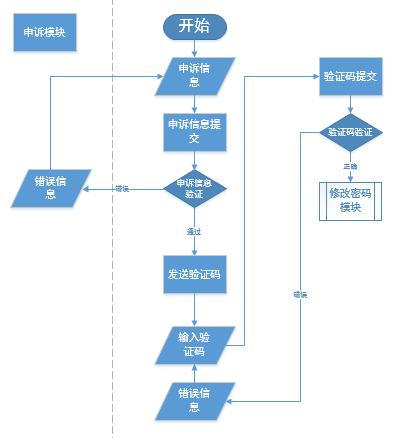 申诉模块
开始
申诉信
息
验证码提交
申诉信息提
交
验证码验证
正确
错误信
息
错误
申诉信息
验证
修改密码
模块
通过
发送验证码
错误
输入验
证码
错误信
息